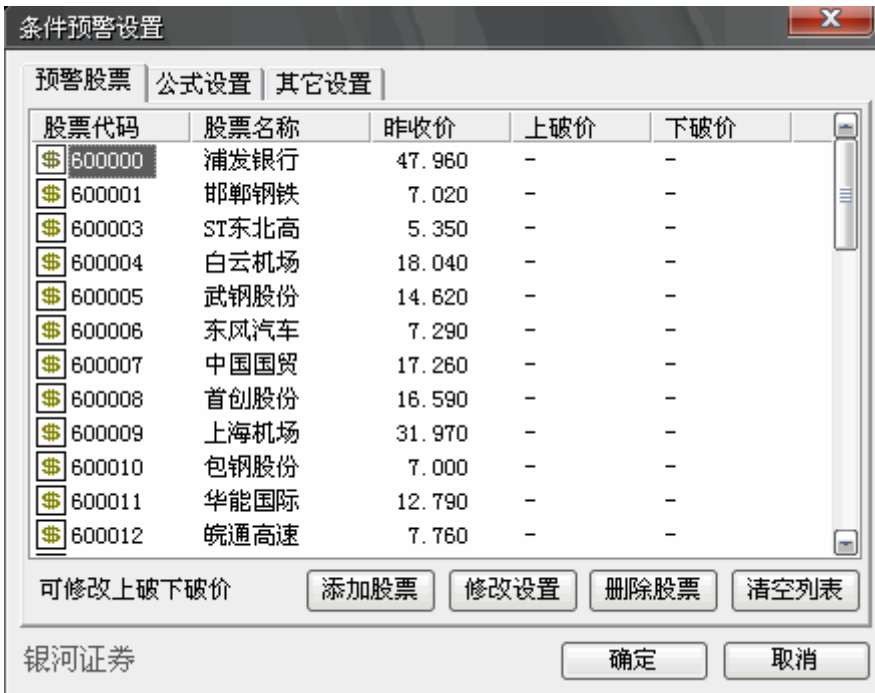 条件预警设置
预警股票 公式设置 其它设置
股票代码 股票名称 昨收价 上破价 下破价
600000 浦发银行 47.960 - -
600001 邯郸钢铁 7.020 - -
600003 ST东北高 5.350 - -
600004 白云机场 18.040 - -
600005 武钢股份 14.620 - -
600006 东风汽车 7.290 - -
600007 中国国贸 17.260 - -
600008 首创股份 16.590 - -
600009 上海机场 31.970 - -
600010 包钢股份 7.000 - -
600011 华能国际 12.790 - -
600012 皖通高速 7.760 - -
可修改上破下破价 添加股票 修改设置 删除股票 清空列表
银河证券 确定 取消